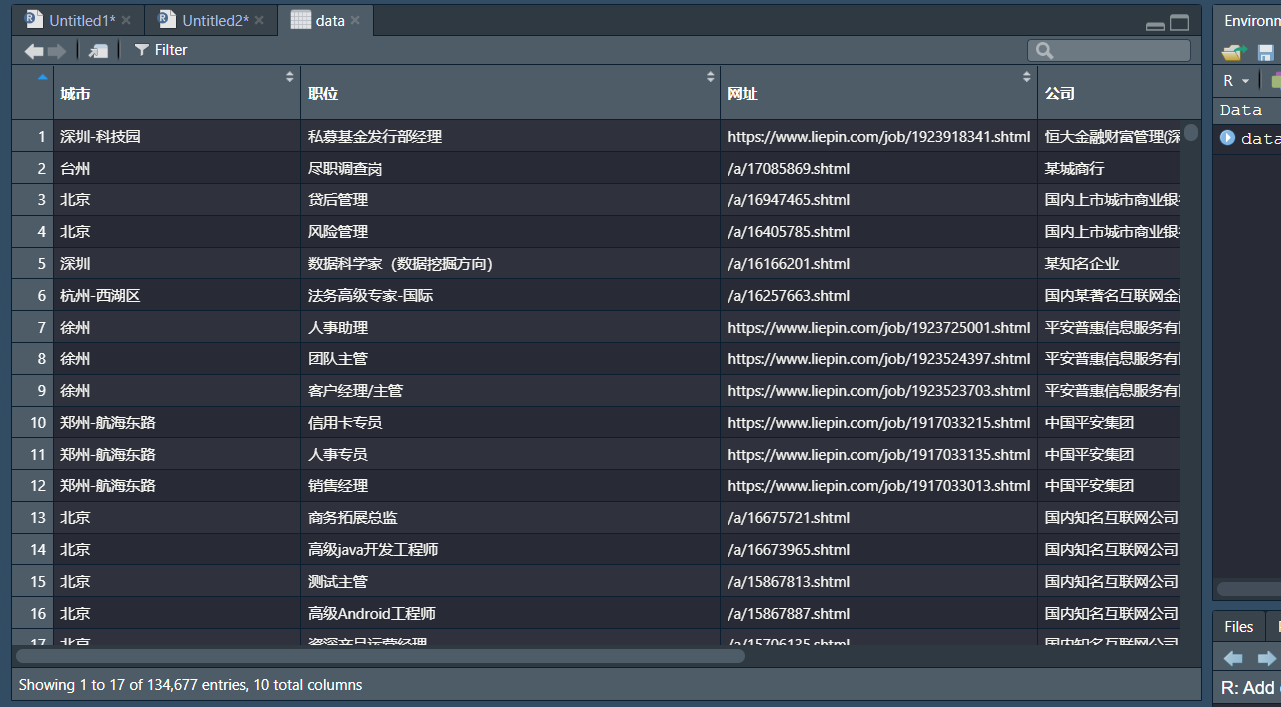 Untitled1* Untitled2* data
Filter
城市 职位 网址 公司
1 深圳-科技园 私募基金发行部经理 https://www.liepin.com/job/1923918341.shtml 恒大金融财富管理(深
2 台州 尽职调查岗 /a/17085869.shtml 某城商行
3 北京 贷后管理 /a/16947465.shtml 国内上市城市商业银
4 北京 风险管理 /a/16405785.shtml 国内上市城市商业银
5 深圳 数据科学家（数据挖掘方向） /a/16166201.shtml 某知名企业
6 杭州-西湖区 法务高级专家-国际 /a/16257663.shtml 国内某著名互联网金
7 徐州 人事助理 https://www.liepin.com/job/1923725001.shtml 平安普惠信息服务有
8 徐州 团队主管 https://www.liepin.com/job/1923524397.shtml 平安普惠信息服务有
9 徐州 客户经理/主管 https://www.liepin.com/job/1923523703.shtml 平安普惠信息服务有
10 郑州-航海东路 信用卡专员 https://www.liepin.com/job/1917033215.shtml 中国平安集团
11 郑州-航海东路 人事专员 https://www.liepin.com/job/1917033135.shtml 中国平安集团
12 郑州-航海东路 销售经理 https://www.liepin.com/job/1917033013.shtml 中国平安集团
13 北京 商务拓展总监 /a/16675721.shtml 国内知名互联网公司
14 北京 高级java开发工程师 /a/16673965.shtml 国内知名互联网公司
15 北京 测试主管 /a/15867813.shtml 国内知名互联网公司
16 北京 高级Android工程师 /a/15867887.shtml 国内知名互联网公司
17 北京 资深产品运营经理 /a/15706135.shtml 国内知名互联网公司
Showing 1 to 17 of 134,677 entries, 10 total columns
Environm
R
Data
data
Files
R: Add